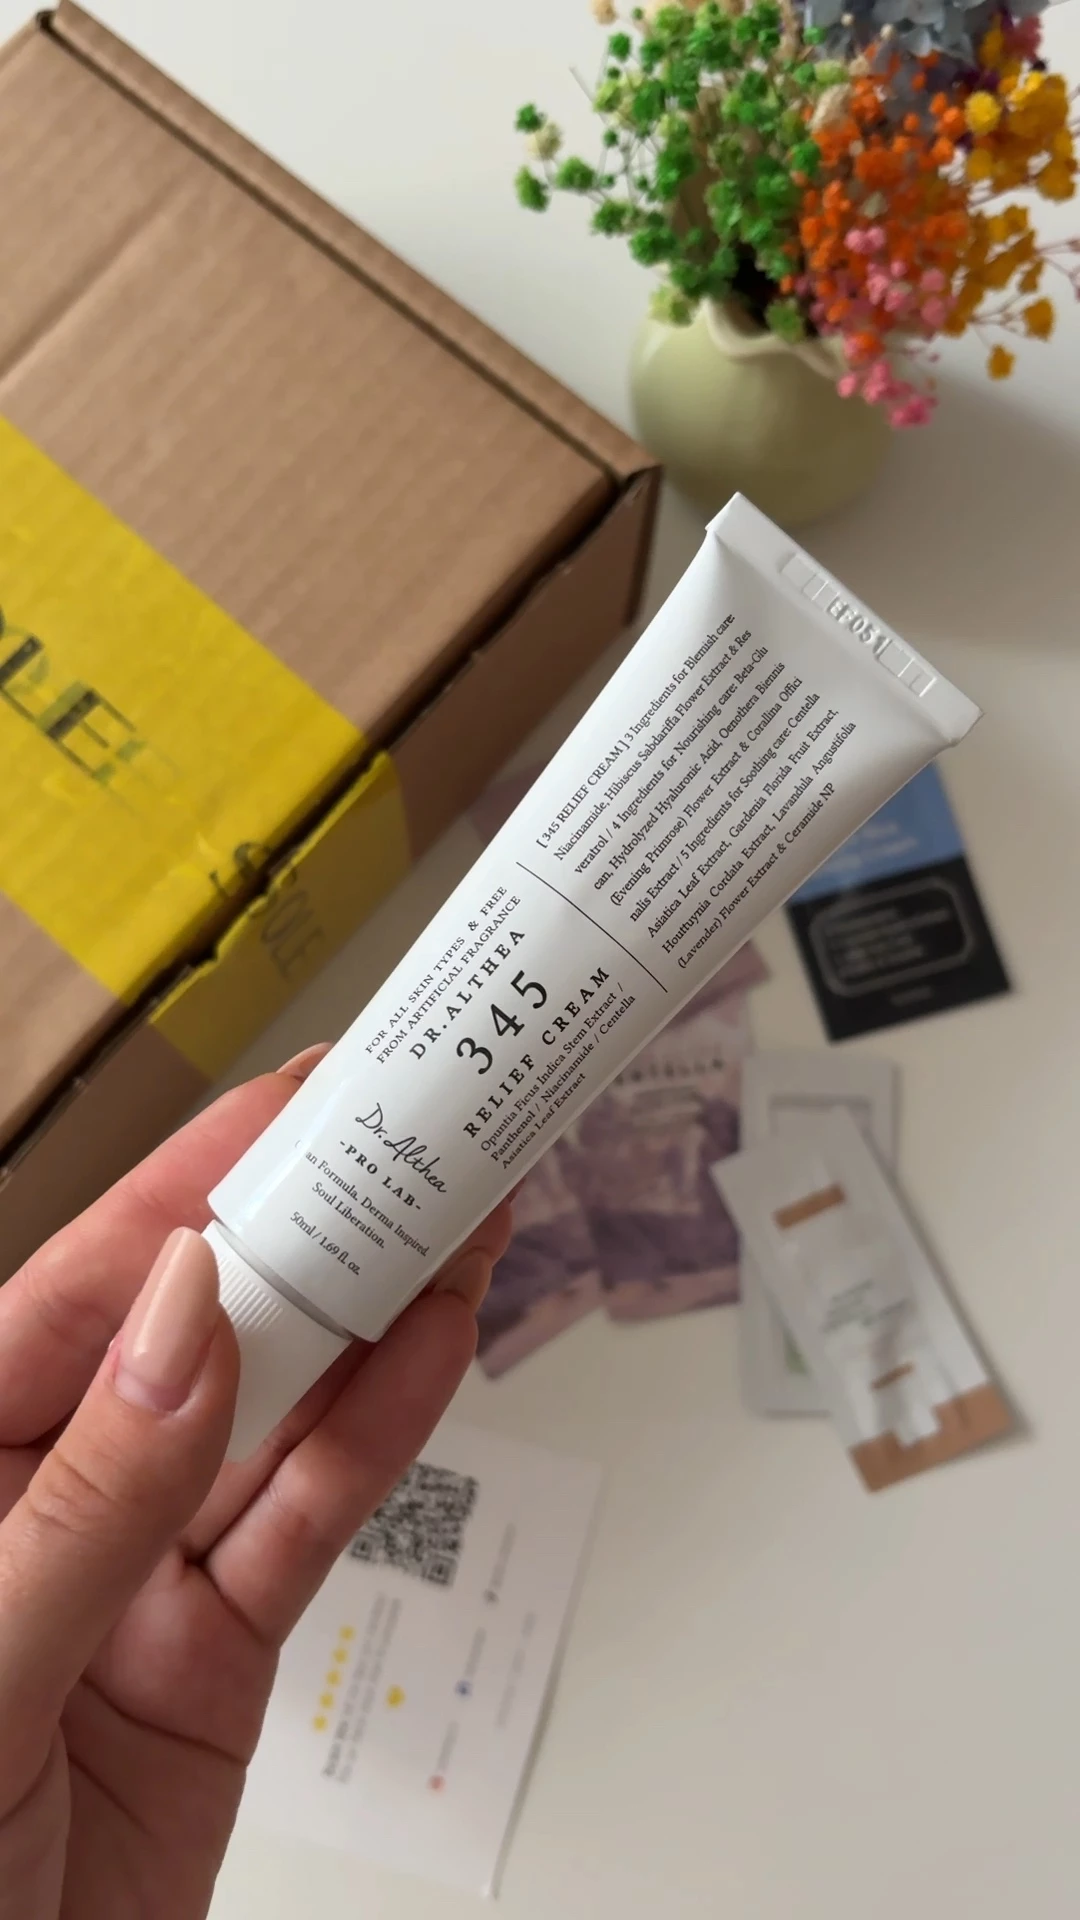 EF051
[ 345 RELIEF CREAM ] 3 Ingredients for Blemish care:
Niacinamide, Hibiscus Sabdariffa Flower Extract & Res
veratrol / 4 Ingredients for Nourishing care: Beta-Glu
can, Hydrolyzed Hyaluronic Acid, Oenothera Biennis
(Evening Primrose) Flower Extract & Corallina Offici
nalis Extract / 5 Ingredients for Soothing care: Centella
Asiatica Leaf Extract, Gardenia Florida Fruit Extract,
Houttuynia Cordata Extract, Lavandula Angustifolia
(Lavender) Flower Extract & Ceramide NP
FOR ALL SKIN TYPES & FREE
FROM ARTIFICIAL FRAGRANCE
DR.ALTHEA
345
RELIEF CREAM
Opuntia Ficus Indica Stem Extract /
Panthenol / Niacinamide / Centella
Asiatica Leaf Extract
Dr.Althea
-PRO LAB-
Formula, Derma Inspired.
Soul Liberation.
50ml / 1.69 fl. oz.